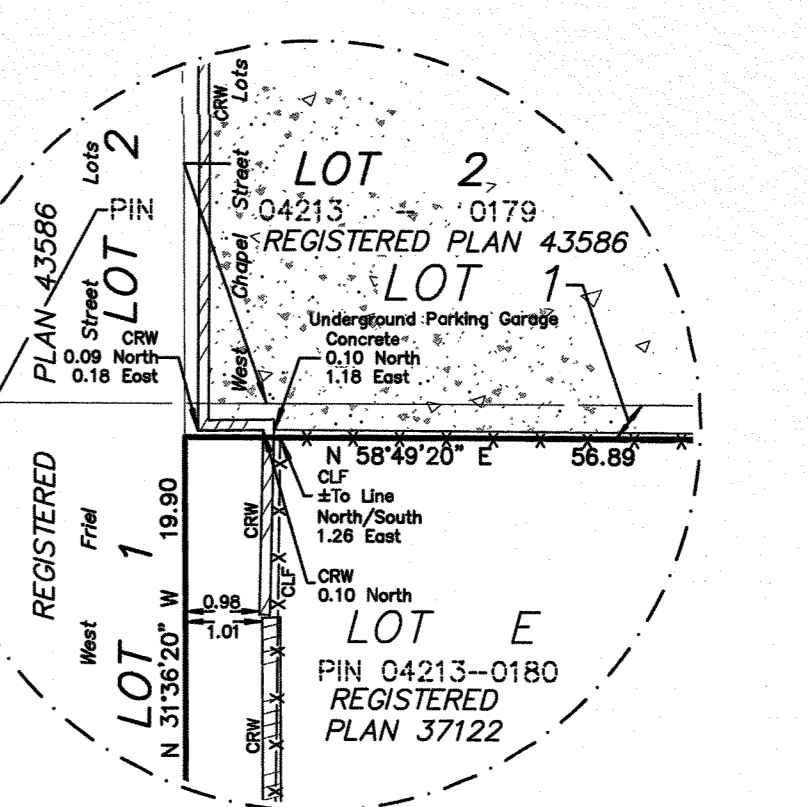 LOT 2
04213 -- 0179
REGISTERED PLAN 43586
LOT 1
Underground Parking Garage
Concrete
0.10 North
1.18 East
CRW
West Chapel Street Lots
Street Lots
LOT 2
PIN
PLAN 43586
CRW
0.09 North
0.18 East
N 58°49'20" E 56.89
CLF
±To Line
North/South
1.26 East
CRW
0.10 North
CRW
CLF
0.98
1.01
CRW
REGISTERED
West Friel
LOT 1
N 31°36'20" W 19.90
LOT E
PIN 04213--0180
REGISTERED
PLAN 37122